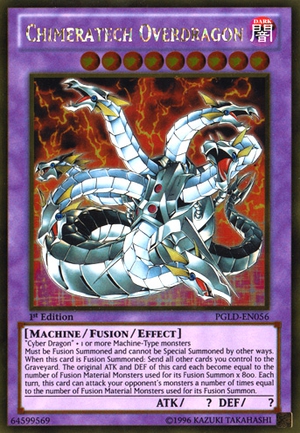 CHIMERATECH OVERDRAGON
DARK
闇
1st Edition
PGLD-EN056
[MACHINE/FUSION/EFFECT]
"Cyber Dragon" + 1 or more Machine-Type monsters
Must be Fusion Summoned and cannot be Special Summoned by other ways.
When this card is Fusion Summoned: Send all other cards you control to the
Graveyard. The original ATK and DEF of this card each become equal to the
number of Fusion Material Monsters used for its Fusion Summon x 800. Each
turn, this card can attack your opponent's monsters a number of times equal
to the number of Fusion Material Monsters used for its Fusion Summon.
ATK/ ? DEF/ ?
64599569
©1996 KAZUKI TAKAHASHI